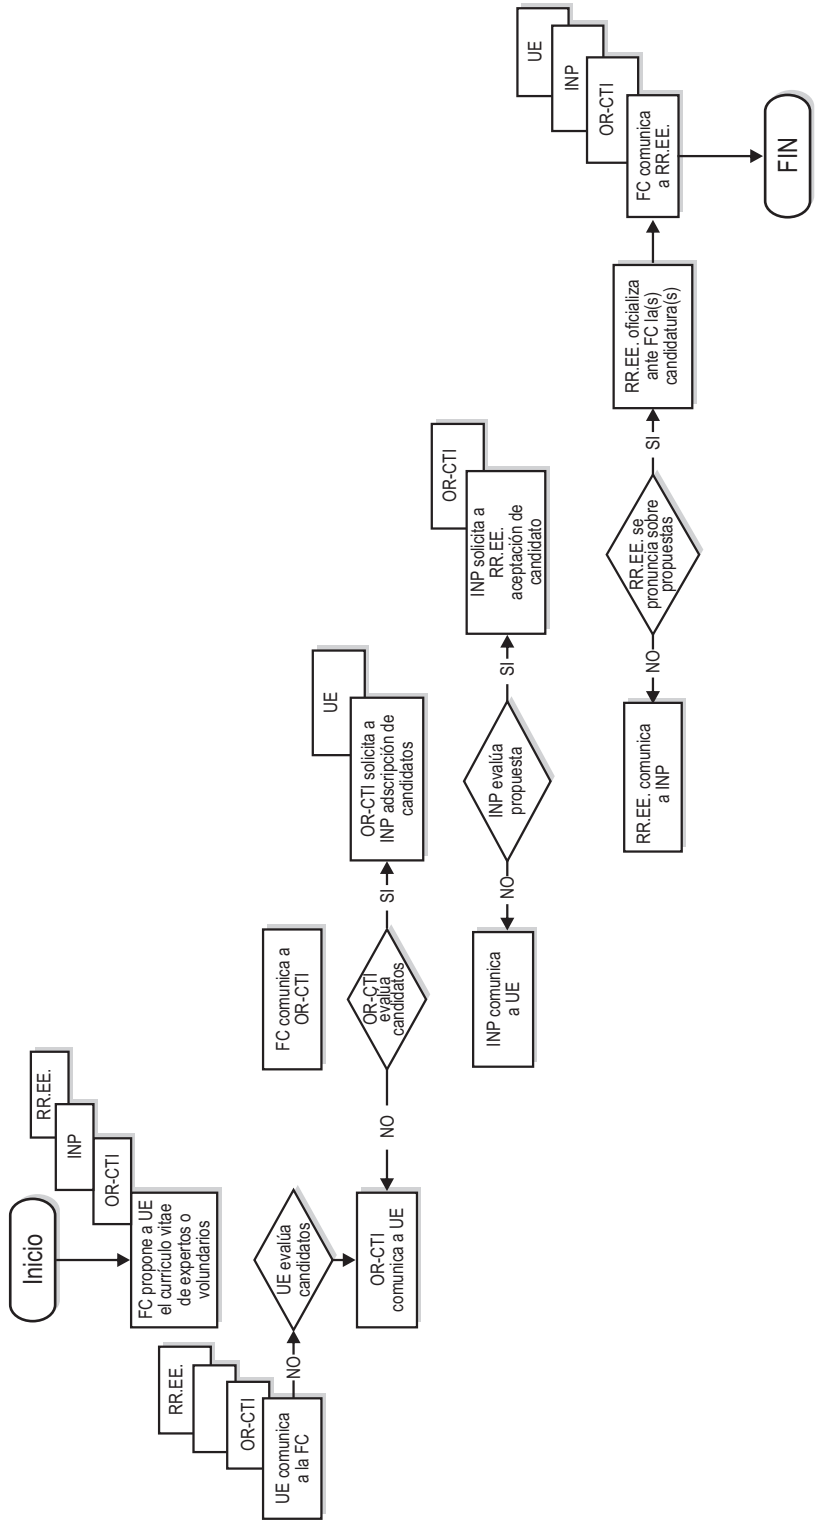 Inicio
RR.EE.
INP
OR-CTI
FC propone a UE
el currículo vitae
de expertos o
volundarios
RR.EE.
OR-CTI
UE comunica
a la FC
NO
UE evalúa
candidatos
FC comunica a
OR-CTI
OR-CTI
comunica a UE
NO
OR-CTI
evalúa
candidatos
SI
UE
OR-CTI solicita a
INP adscripción de
candidatos
INP comunica
a UE
NO
INP evalúa
propuesta
SI
OR-CTI
INP solicita a
RR.EE.
aceptación de
candidato
RR.EE. comunica
a INP
NO
RR.EE. se
pronuncia sobre
propuestas
SI
RR.EE. oficializa
ante FC la(s)
candidatura(s)
UE
INP
OR-CTI
FC comunica
a RR.EE.
FIN